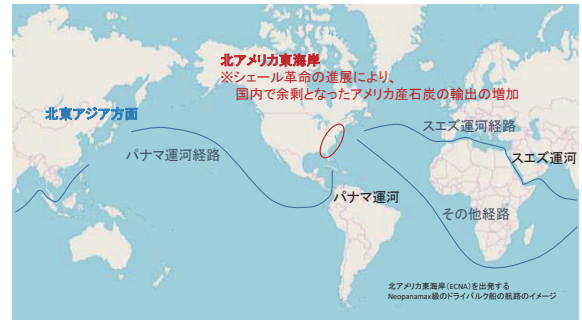 北アメリカ東海岸
※シェール革命の進展により、
国内で余剰となったアメリカ産石炭の輸出の増加
北東アジア方面
スエズ運河経路
パナマ運河経路
スエズ運河
パナマ運河
その他経路
北アメリカ東海岸(ECNA)を出発する
Neopanamax級のドライバルク船の航路のイメージ